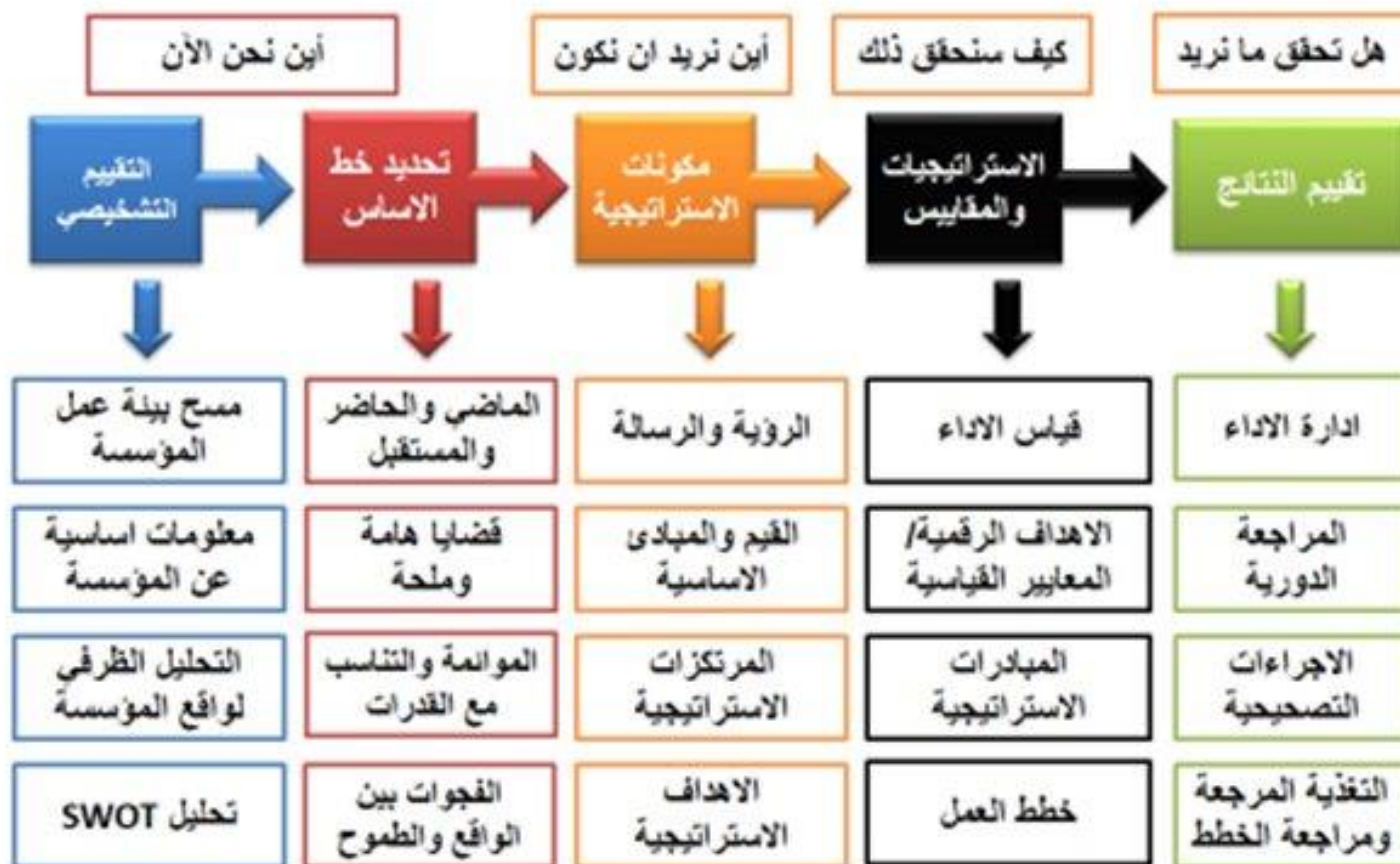 أين نحن الآن
أين نريد ان نكون
كيف سنحقق ذلك
هل تحقق ما نريد
التقييم
التشخيصي
تحديد خط
الاساس
مكونات
الاستراتيجية
الاستراتيجيات
والمقاييس
تقييم النتائج
مسح بيئة عمل
المؤسسة
الماضي والحاضر
والمستقبل
الرؤية والرسالة
قياس الاداء
ادارة الاداء
معلومات اساسية
عن المؤسسة
قضايا هامة
وملحة
القيم والمبادئ
الاساسية
الاهداف الرقمية/
المعايير القياسية
المراجعة
الدورية
التحليل الظرفي
لواقع المؤسسة
الموائمة والتناسب
مع القدرات
المرتكزات
الاستراتيجية
المبادرات
الاستراتيجية
الاجراءات
التصحيحية
تحليل SWOT
الفجوات بين
الواقع والطموح
الاهداف
الاستراتيجية
خطط العمل
التغذية المرجعة
ومراجعة الخطط